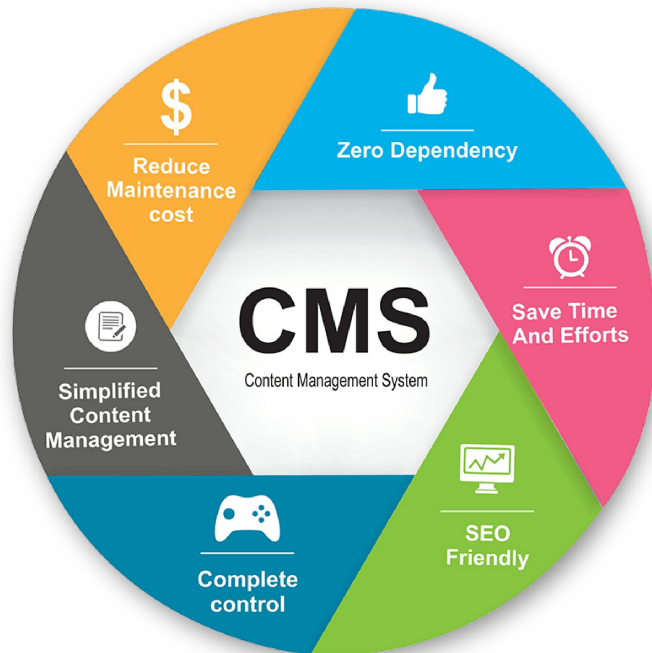 $
Reduce
Maintenance
cost
Zero Dependency
Save Time
And Efforts
SEO
Friendly
Complete
control
Simplified
Content
Management
CMS
Content Management System